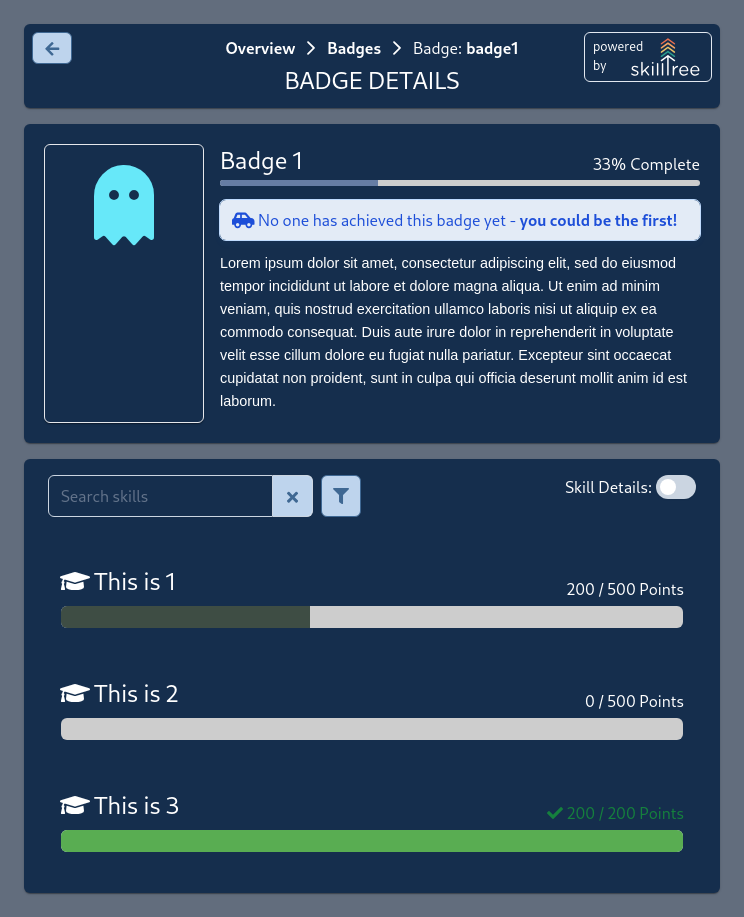 Overview > Badges > Badge: badge1
BADGE DETAILS
powered by skilltree
Badge 1
33% Complete
No one has achieved this badge yet - you could be the first!
Lorem ipsum dolor sit amet, consectetur adipiscing elit, sed do eiusmod
tempor incididunt ut labore et dolore magna aliqua. Ut enim ad minim
veniam, quis nostrud exercitation ullamco laboris nisi ut aliquip ex ea
commodo consequat. Duis aute irure dolor in reprehenderit in voluptate
velit esse cillum dolore eu fugiat nulla pariatur. Excepteur sint occaecat
cupidatat non proident, sunt in culpa qui officia deserunt mollit anim id est
laborum.
Search skills
Skill Details:
This is 1
200 / 500 Points
This is 2
0 / 500 Points
This is 3
200 / 200 Points